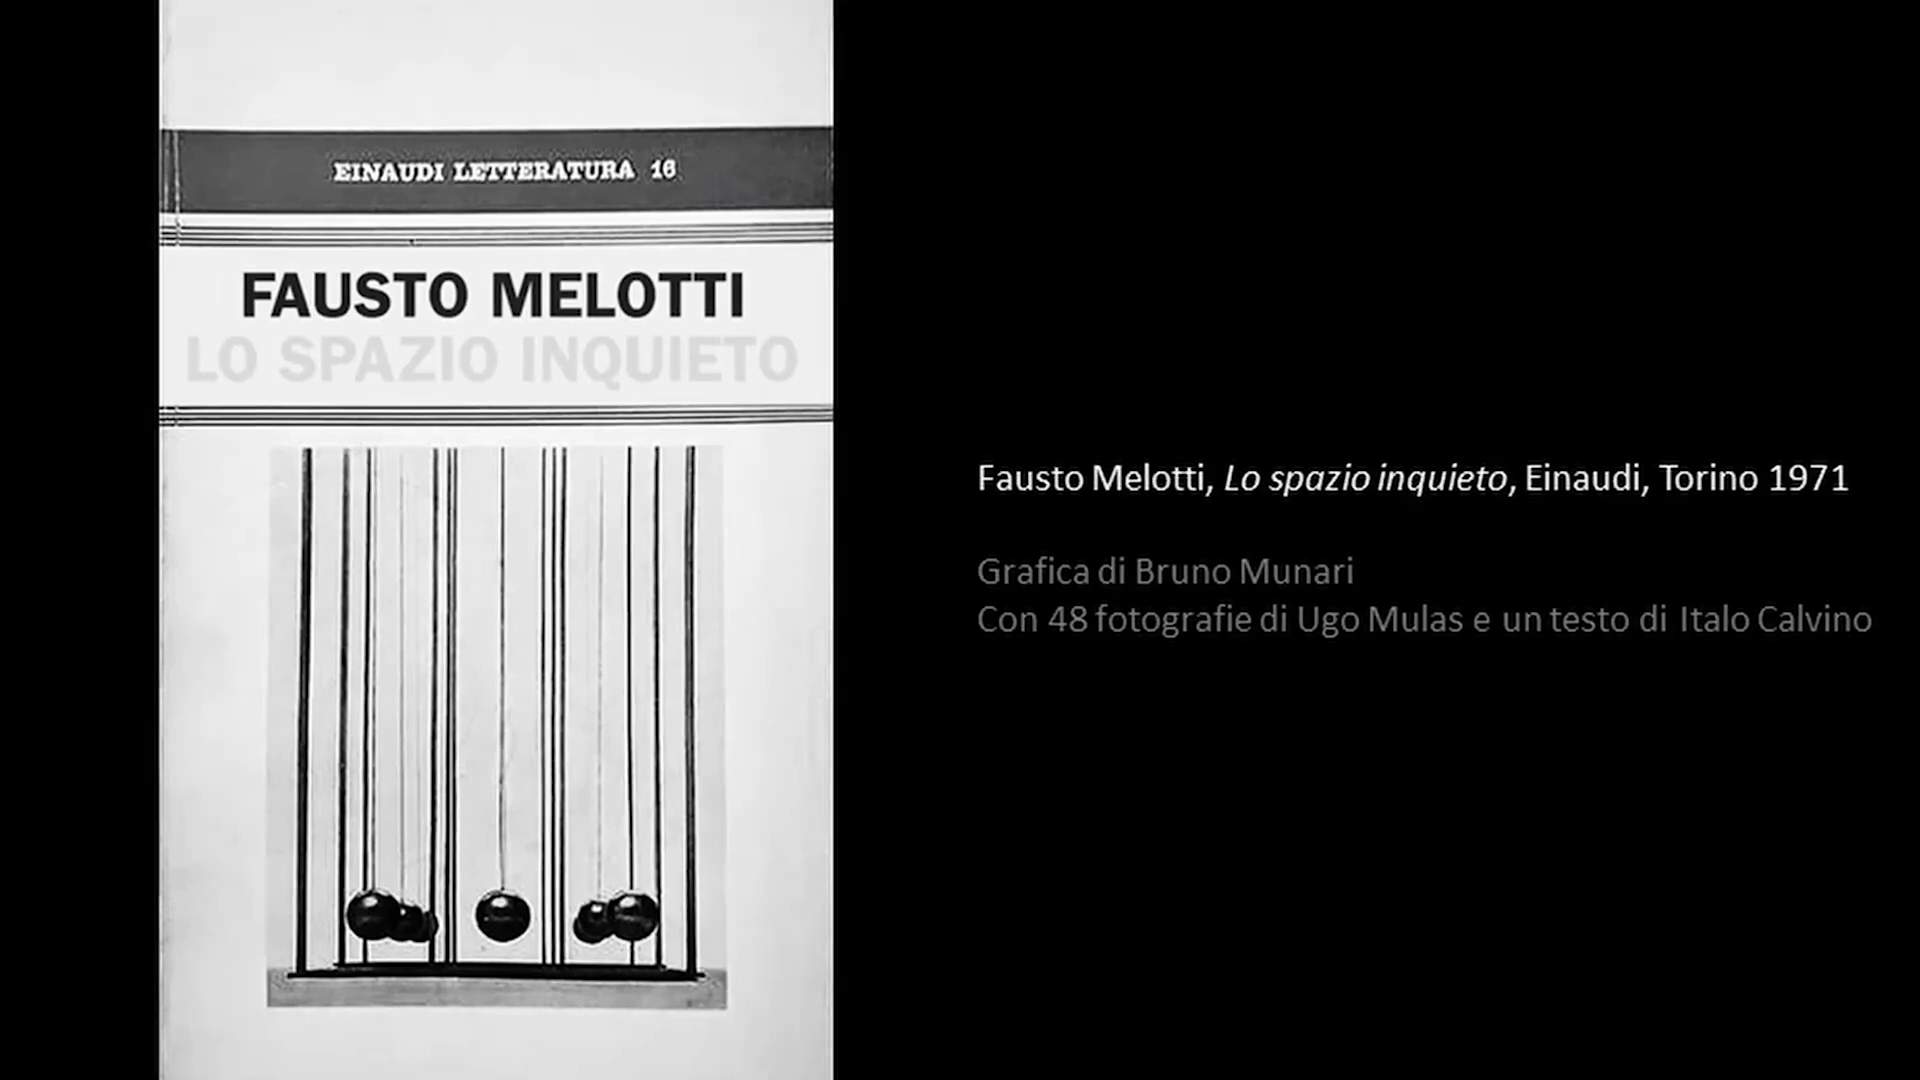 EINAUDI LETTERATURA 16
FAUSTO MELOTTI
LO SPAZIO INQUIETO
Fausto Melotti, Lo spazio inquieto, Einaudi, Torino 1971
Grafica di Bruno Munari
Con 48 fotografie di Ugo Mulas e un testo di Italo Calvino